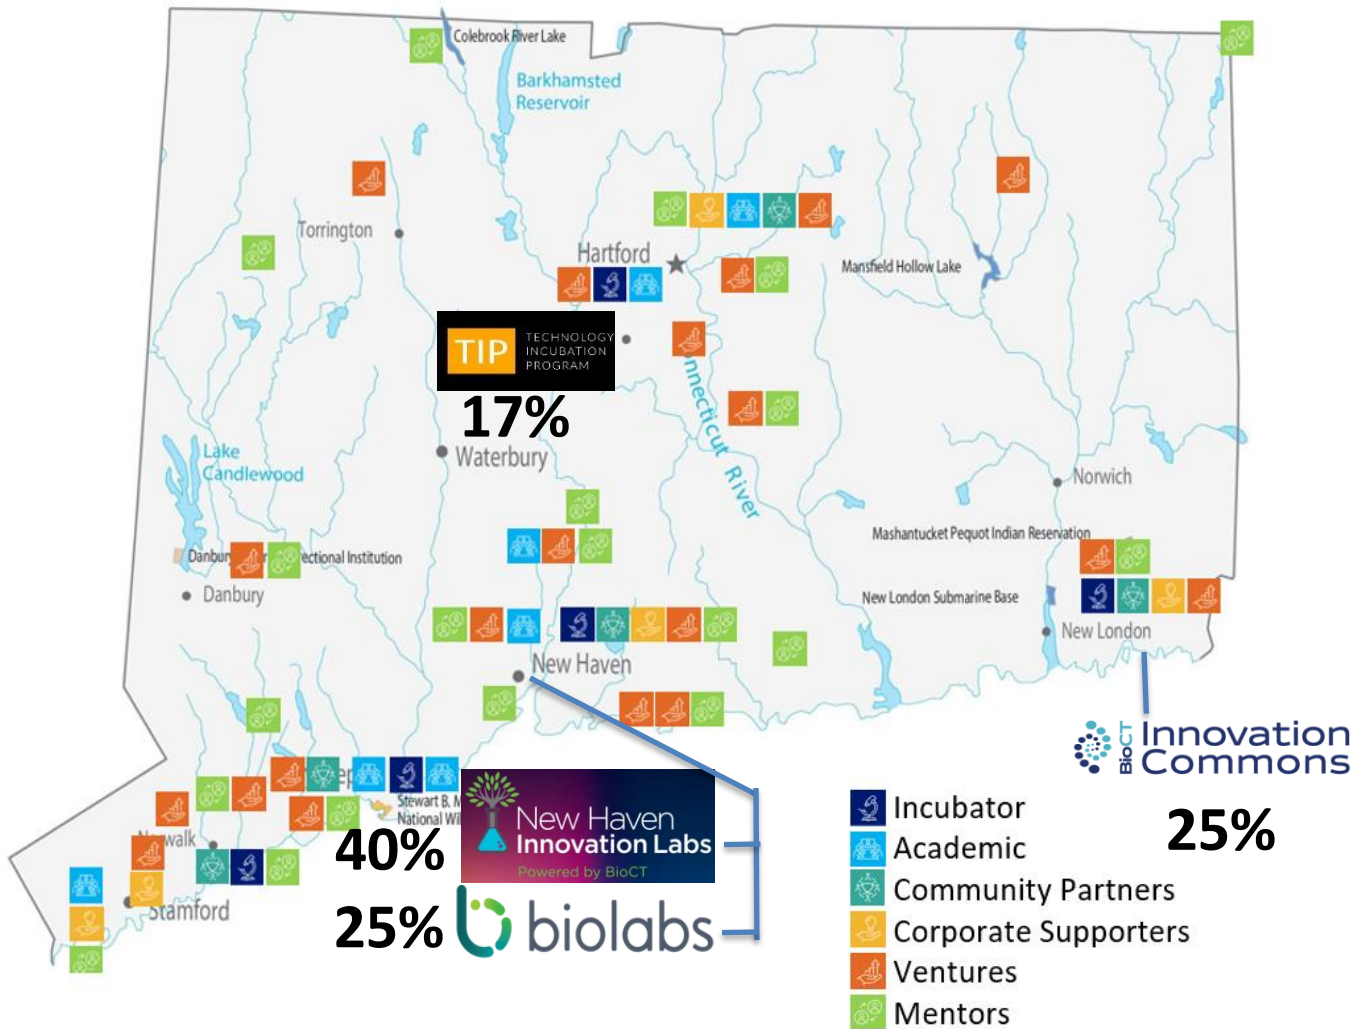 Colebrook River Lake
Barkhamsted
Reservoir
Torrington
Hartford
Mansfield Hollow Lake
TIP
TECHNOLOGY
INCUBATION
PROGRAM
17%
nnecticut River
Waterbury
Lake
Candlewood
Norwich
Mashantucket Pequot Indian Reservation
Danbury
ectional Institution
Danbury
New London Submarine Base
New London
New Haven
BioCT
Innovation
Commons
25%
Stewart B. M
National Wil
New Haven
Innovation Labs
Powered by BioCT
40%
walk
25%
biolabs
Stamford
Incubator
Academic
Community Partners
Corporate Supporters
Ventures
Mentors